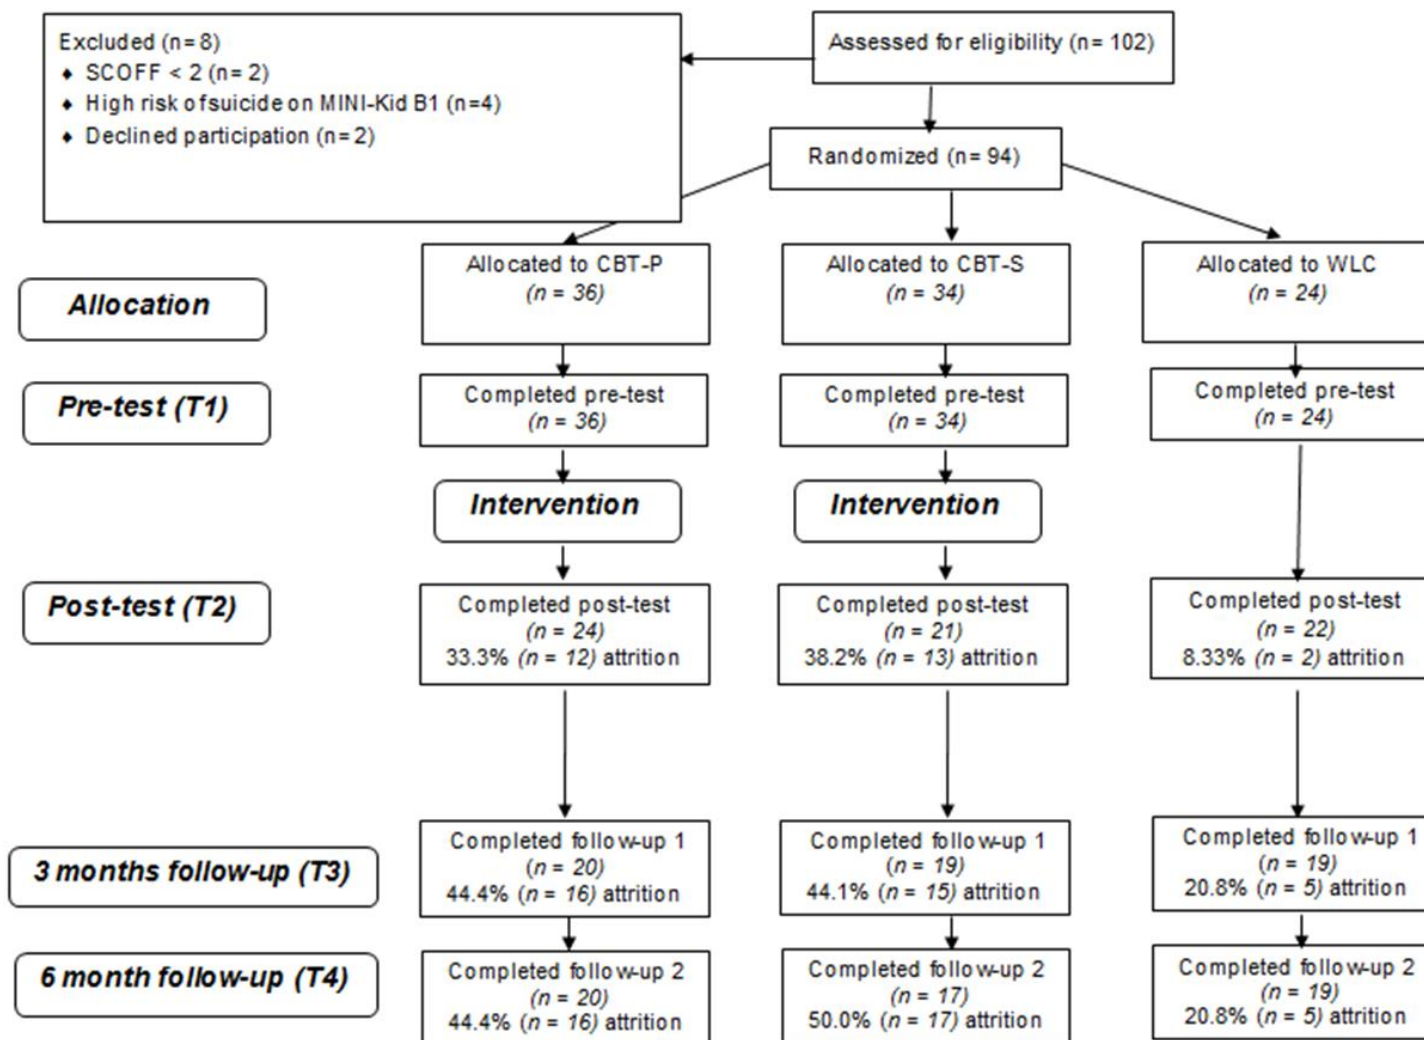 Assessed for eligibility (n= 102)
Excluded (n= 8)
♦ SCOFF < 2 (n= 2)
♦ High risk of suicide on MINI-Kid B1 (n=4)
♦ Declined participation (n= 2)
Randomized (n= 94)
Allocation
Allocated to CBT-P
(n = 36)
Allocated to CBT-S
(n = 34)
Allocated to WLC
(n = 24)
Pre-test (T1)
Completed pre-test
(n = 36)
Completed pre-test
(n = 34)
Completed pre-test
(n = 24)
Intervention
Intervention
Post-test (T2)
Completed post-test
(n = 24)
33.3% (n = 12) attrition
Completed post-test
(n = 21)
38.2% (n = 13) attrition
Completed post-test
(n = 22)
8.33% (n = 2) attrition
3 months follow-up (T3)
Completed follow-up 1
(n = 20)
44.4% (n = 16) attrition
Completed follow-up 1
(n = 19)
44.1% (n = 15) attrition
Completed follow-up 1
(n = 19)
20.8% (n = 5) attrition
6 month follow-up (T4)
Completed follow-up 2
(n = 20)
44.4% (n = 16) attrition
Completed follow-up 2
(n = 17)
50.0% (n = 17) attrition
Completed follow-up 2
(n = 19)
20.8% (n = 5) attrition